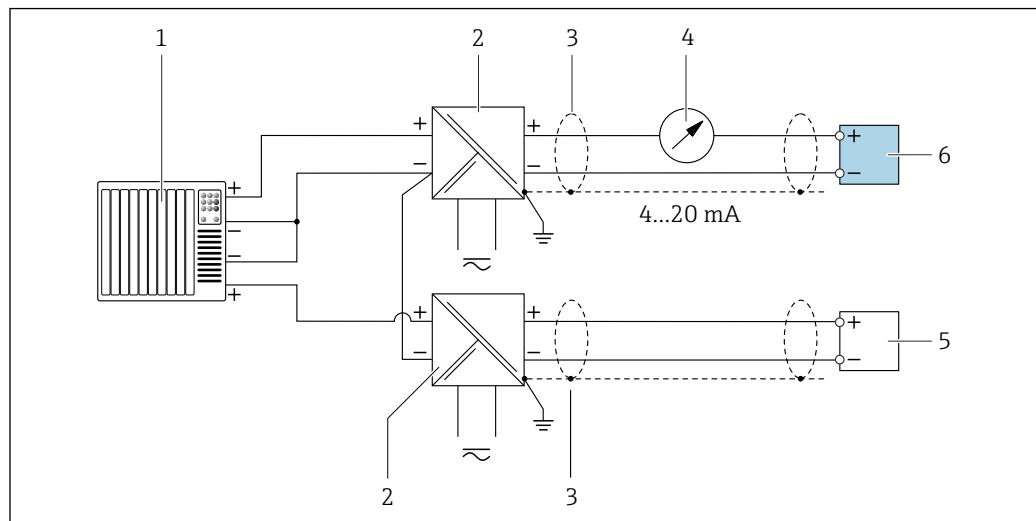 1 2 3 4
+ +
+ − −
− 4...20 mA
−
+
+ +
− −
+ − 6
+ − 5
2 3